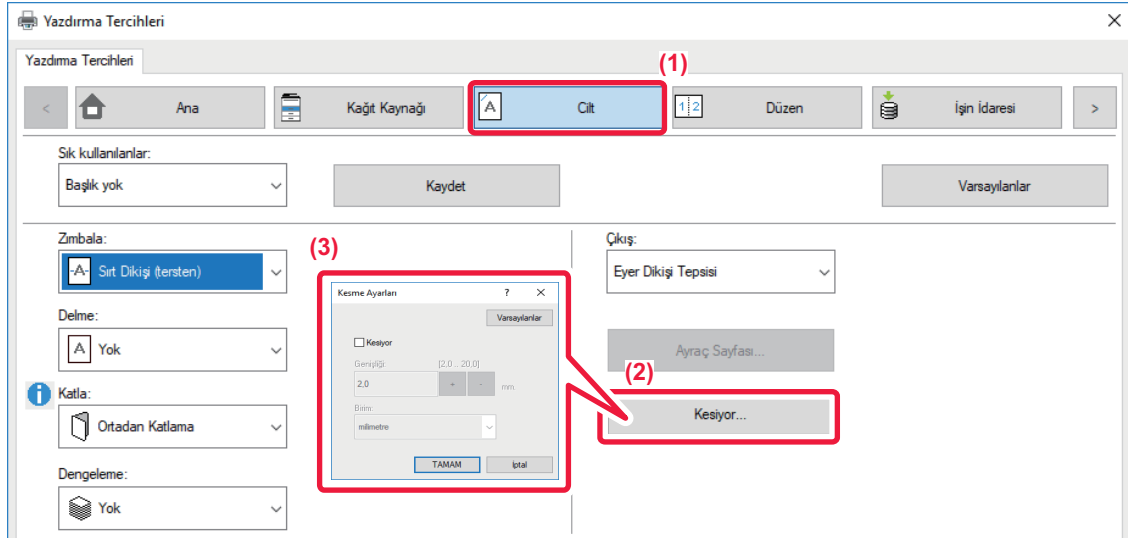 Yazdırma Tercihleri
Yazdırma Tercihleri
(1)
< Ana Kağıt Kaynağı A Cilt 1 2 Düzen İşin İdaresi >
Sık kullanılanlar:
Başlık yok Kaydet Varsayılanlar
Zımbala:
-A- Sırt Dikişi (tersten)
Delme:
A Yok
i Katla:
Ortadan Katlama
Dengeleme:
Yok
(3)
Kesme Ayarları ? ×
Varsayılanlar
Kesiyor
Genişliği: [2,0 .. 20,0]
2,0 + - mm.
Birim:
milimetre
TAMAM İptal
Çıkış:
Eyer Dikişi Tepsisi
Ayraç Sayfası...
(2)
Kesiyor...